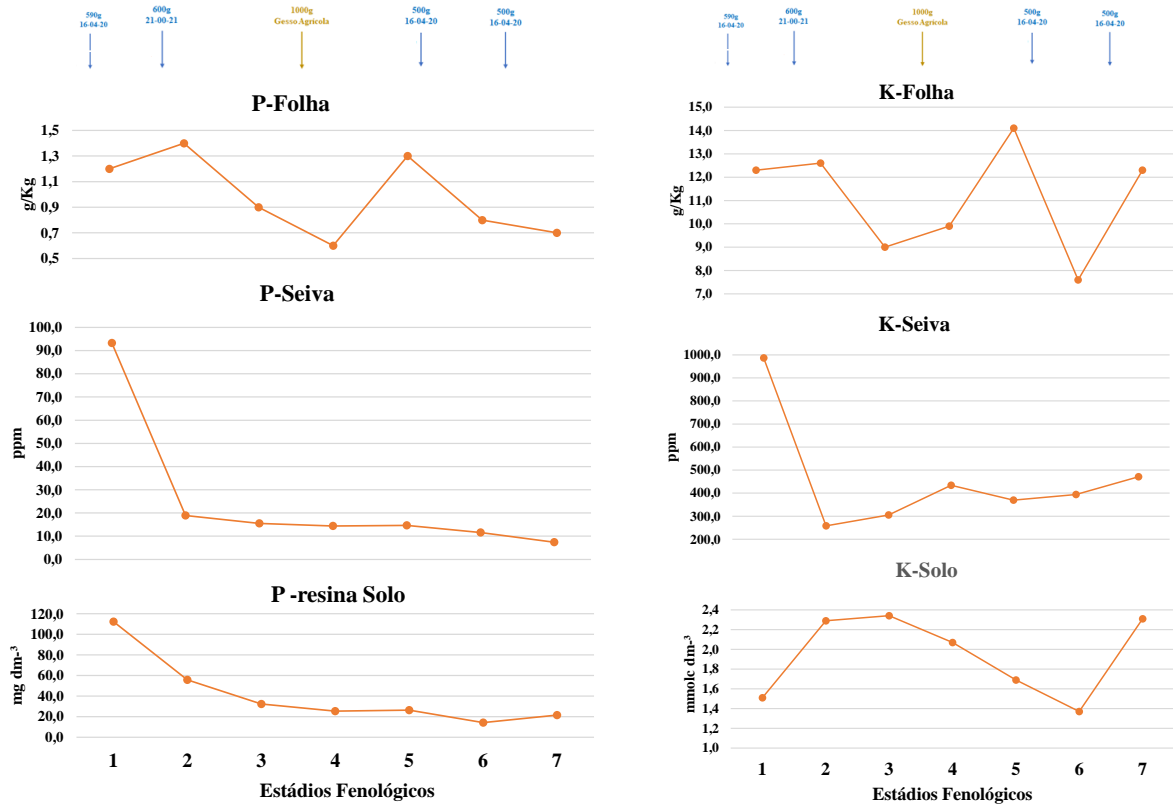 590g
16-04-20
600g
21-00-21
1000g
Gesso Agrícola
500g
16-04-20
500g
16-04-20
P-Folha
1,5
1,3
1,1
0,9
0,7
0,5
g/Kg
P-Seiva
100,0
90,0
80,0
70,0
60,0
50,0
40,0
30,0
20,0
10,0
0,0
ppm
P -resina Solo
120,0
100,0
80,0
60,0
40,0
20,0
0,0
mg dm-³
1 2 3 4 5 6 7
Estádios Fenológicos
590g
16-04-20
600g
21-00-21
1000g
Gesso Agrícola
500g
16-04-20
500g
16-04-20
K-Folha
15,0
14,0
13,0
12,0
11,0
10,0
9,0
8,0
7,0
g/Kg
K-Seiva
1000,0
900,0
800,0
700,0
600,0
500,0
400,0
300,0
200,0
ppm
K-Solo
2,4
2,2
2,0
1,8
1,6
1,4
1,2
1,0
mmolc dm-³
1 2 3 4 5 6 7
Estádios Fenológicos